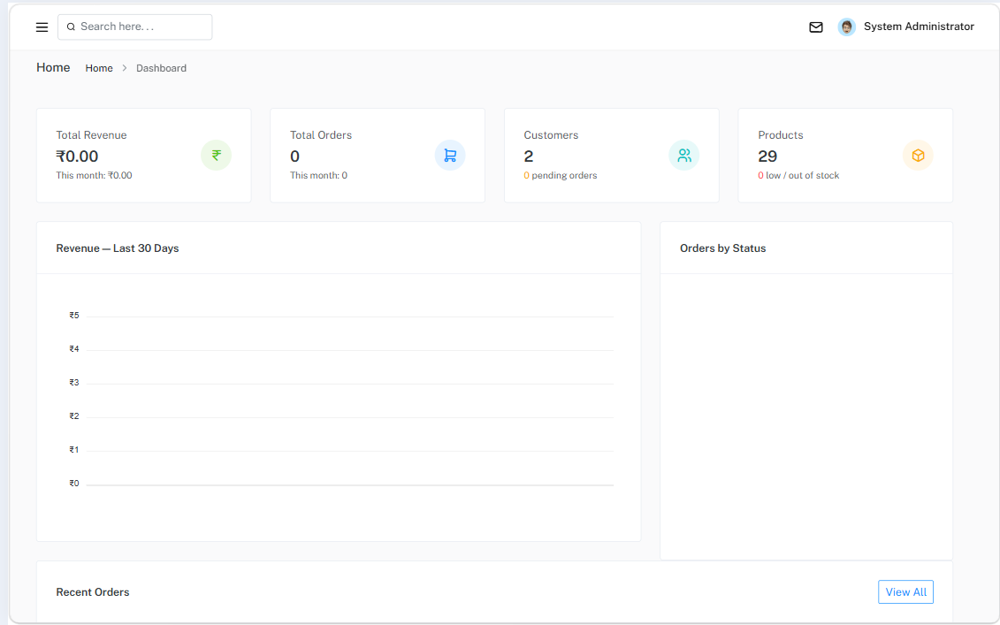 Search here. . .
System Administrator
Home Home > Dashboard
Total Revenue
₹0.00
This month: ₹0.00
Total Orders
0
This month: 0
Customers
2
0 pending orders
Products
29
0 low / out of stock
Revenue — Last 30 Days
₹5
₹4
₹3
₹2
₹1
₹0
Orders by Status
Recent Orders
View All